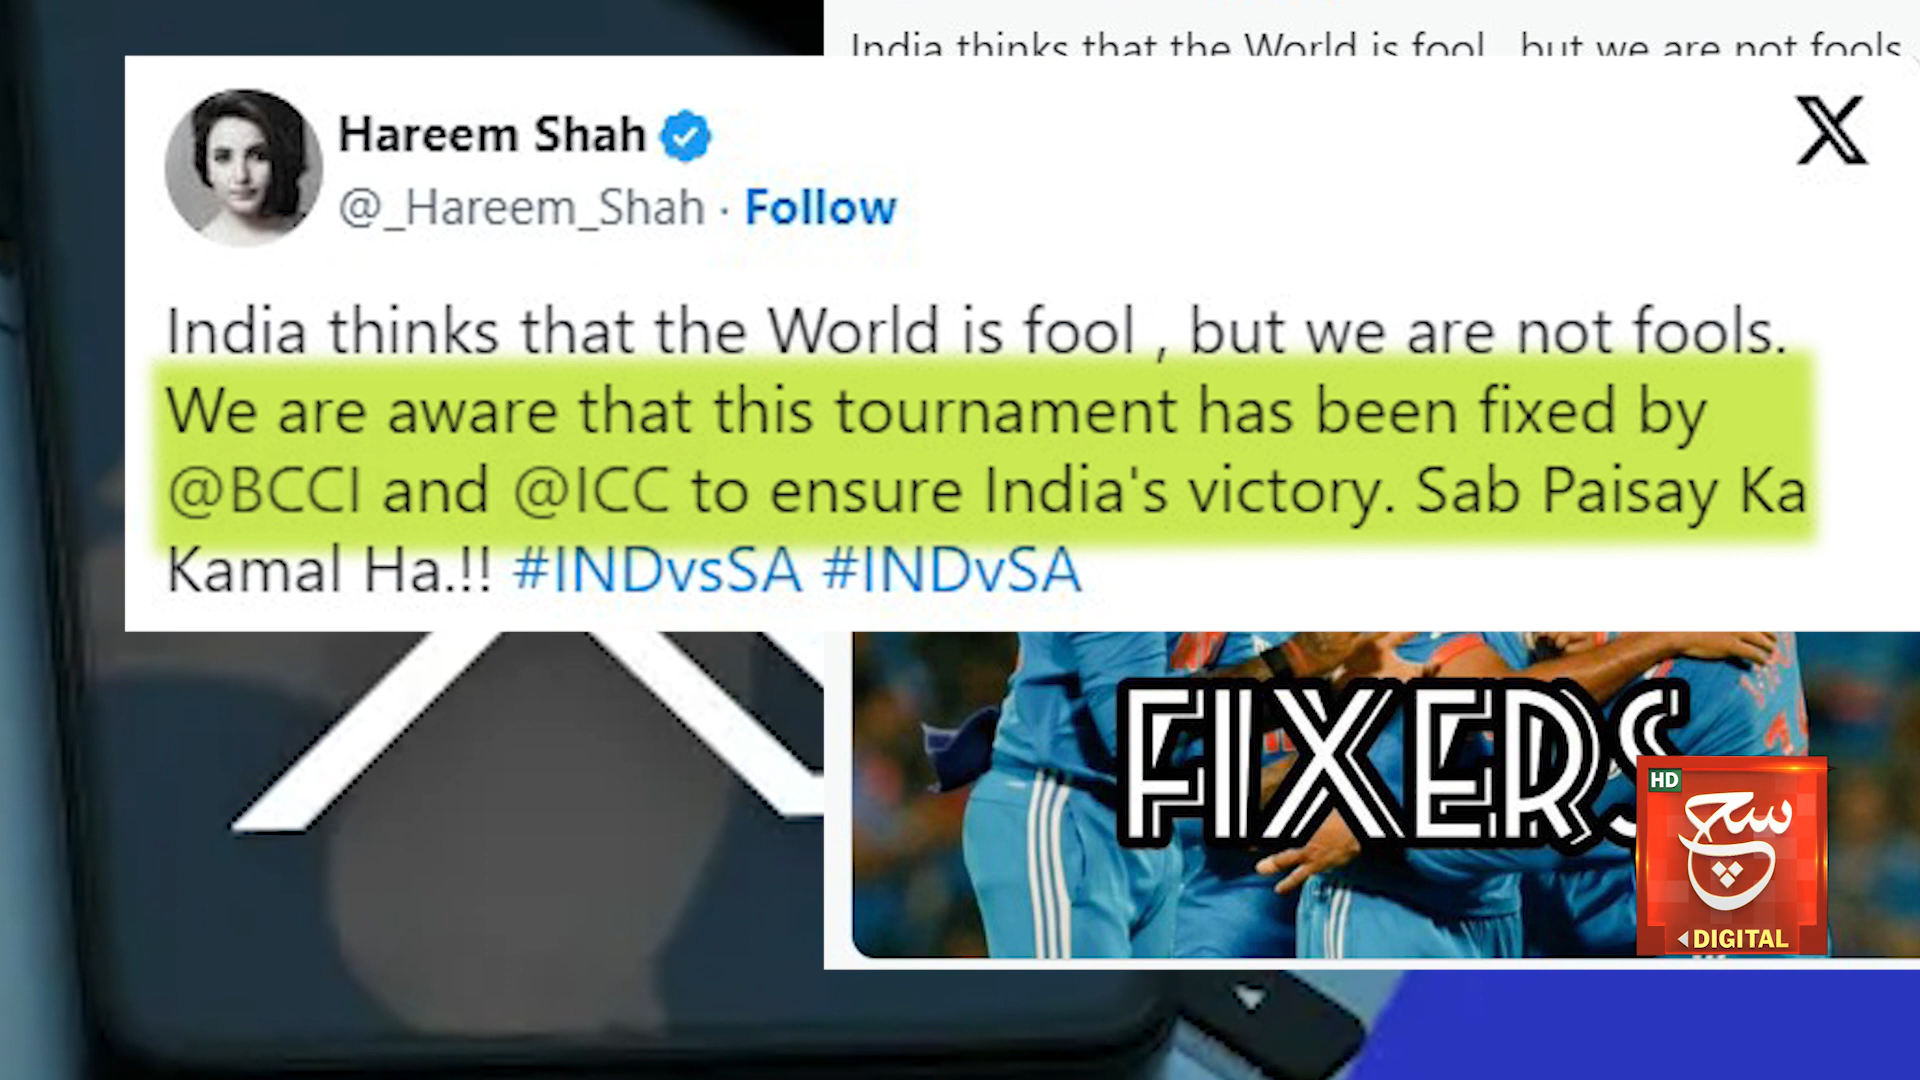 India thinks that the World is fool , but we are not fools.
Hareem Shah
@_Hareem_Shah · Follow
India thinks that the World is fool , but we are not fools.
We are aware that this tournament has been fixed by
@BCCI and @ICC to ensure India's victory. Sab Paisay Ka
Kamal Ha.!! #INDvsSA #INDvSA
FIXERS
HD
سچ
DIGITAL